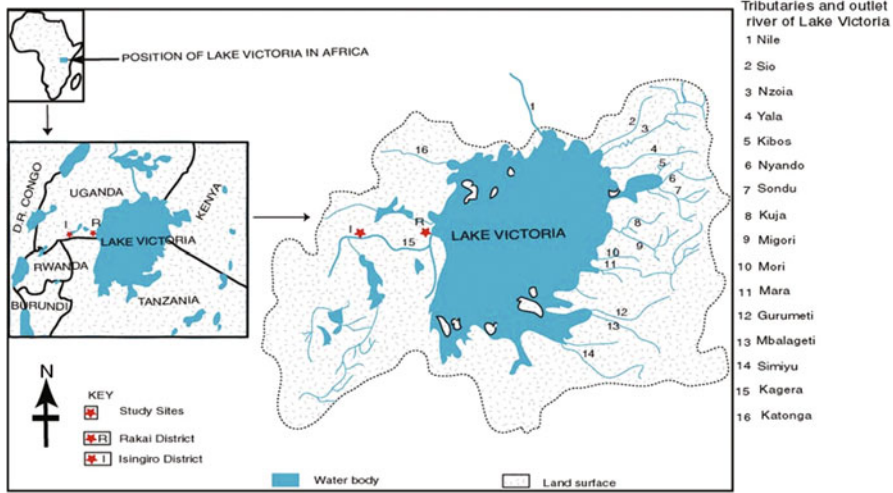 Tributaries and outlet
river of Lake Victoria
1 Nile
2 Sio
3 Nzoia
4 Yala
5 Kibos
6 Nyando
7 Sondu
8 Kuja
9 Migori
10 Mori
11 Mara
12 Gurumeti
13 Mbalageti
14 Simiyu
15 Kagera
16 Katonga
POSITION OF LAKE VICTORIA IN AFRICA
D.R. CONGO
UGANDA
KENYA
I
R
LAKE VICTORIA
RWANDA
BURUNDI
TANZANIA
1
2
3
16
4
5
6
7
8
R
I
LAKE VICTORIA
15
9
10
11
12
13
14
N
KEY
Study Sites
R Rakai District
I Isingiro District
Water body
Land surface